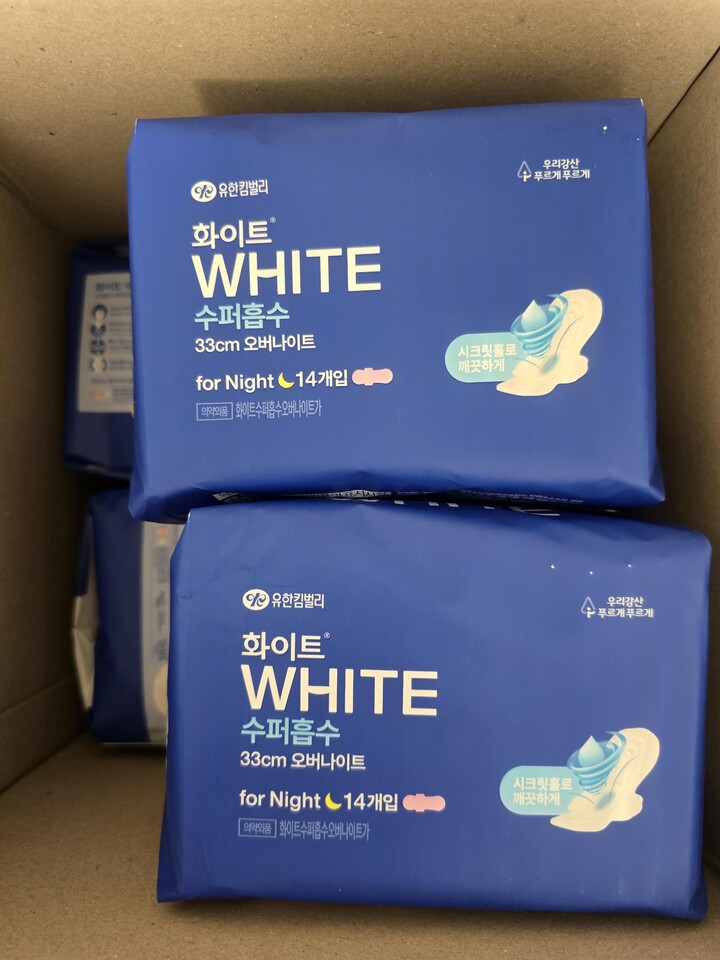 유한킴벌리
우리강산
푸르게 푸르게
화이트®
WHITE
수퍼흡수
33cm 오버나이트
시크릿홀로
깨끗하게
for Night 14개입
의약외품 화이트수퍼흡수오버나이트가
유한킴벌리
우리강산
푸르게 푸르게
화이트®
WHITE
수퍼흡수
33cm 오버나이트
시크릿홀로
깨끗하게
for Night 14개입
의약외품 화이트수퍼흡수오버나이트가
화이트